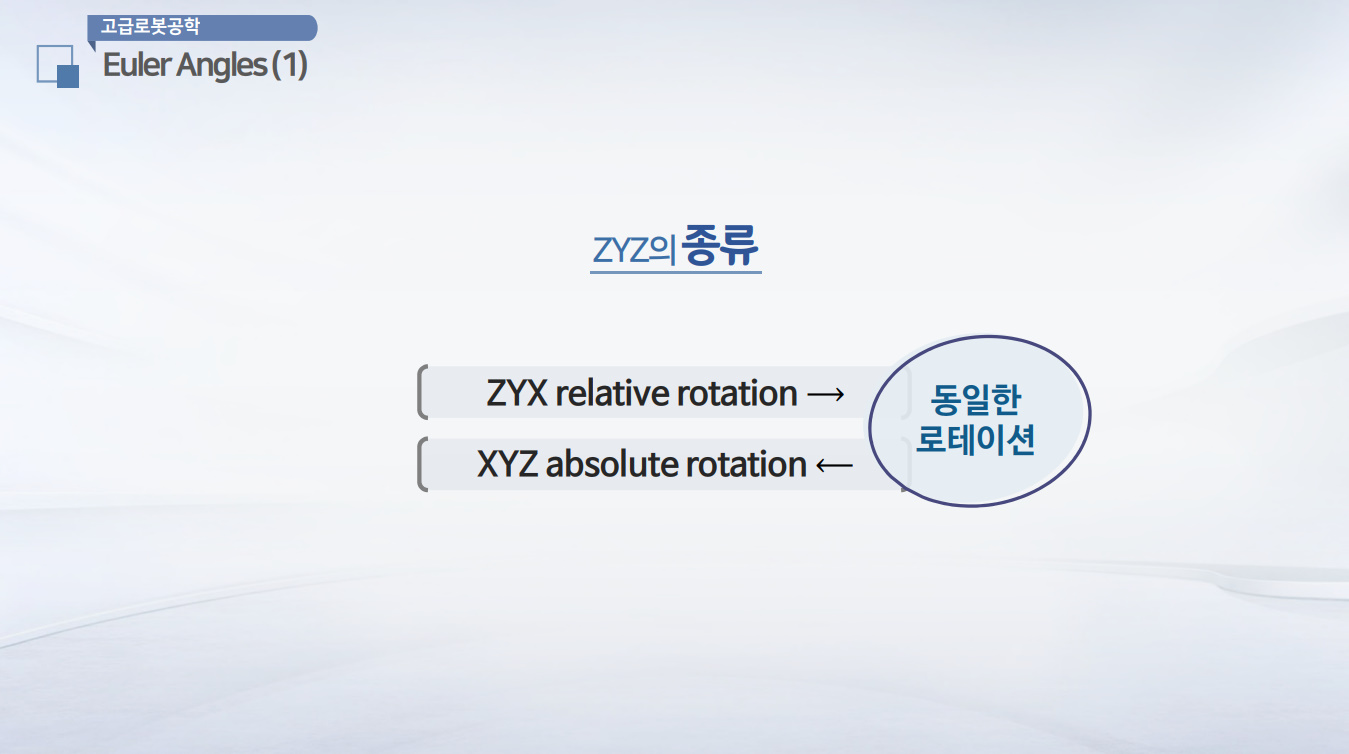 고급로봇공학
Euler Angles (1)
ZYZ의 종류
ZYX relative rotation →
XYZ absolute rotation ←
동일한
로테이션